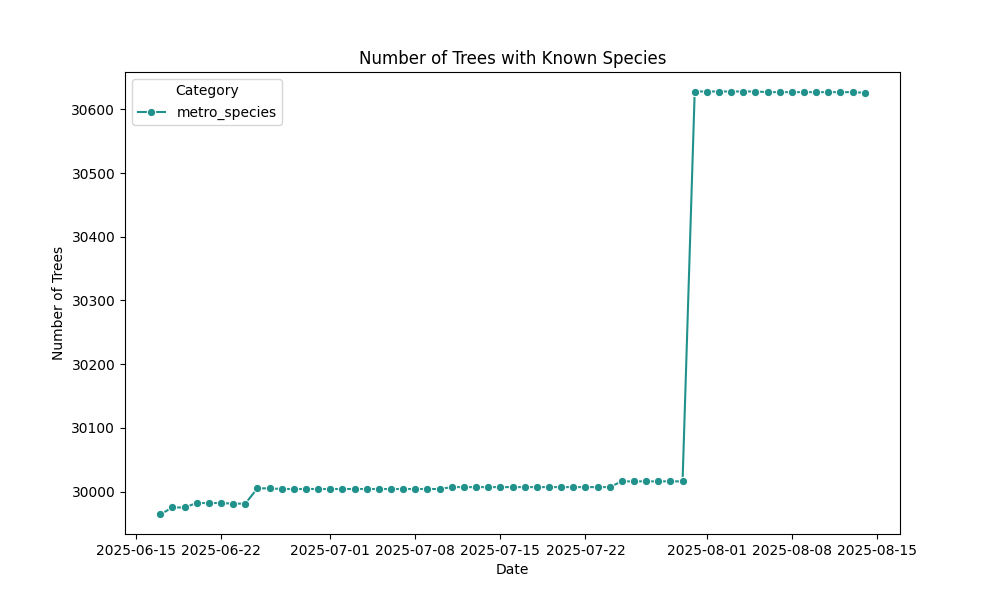 Number of Trees with Known Species
Category
metro_species
30600
30500
30400
30300
30200
30100
30000
Number of Trees
2025-06-15 2025-06-22 2025-07-01 2025-07-08 2025-07-15 2025-07-22 2025-08-01 2025-08-08 2025-08-15
Date